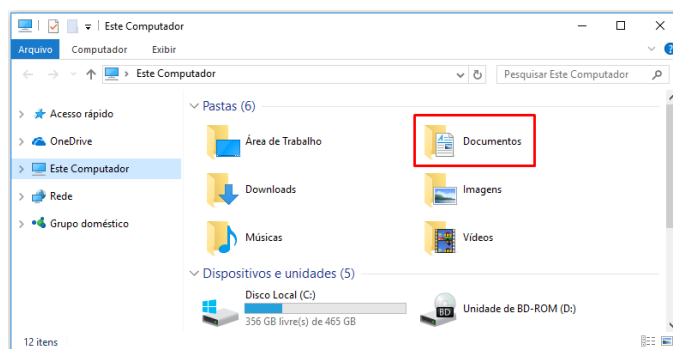 Este Computador
Arquivo Computador Exibir
Este Computador
Pesquisar Este Computador
Acesso rápido
OneDrive
Este Computador
Rede
Grupo doméstico
Pastas (6)
Área de Trabalho
Documentos
Downloads
Imagens
Músicas
Vídeos
Dispositivos e unidades (5)
Disco Local (C:)
356 GB livre(s) de 465 GB
BD
Unidade de BD-ROM (D:)
12 itens